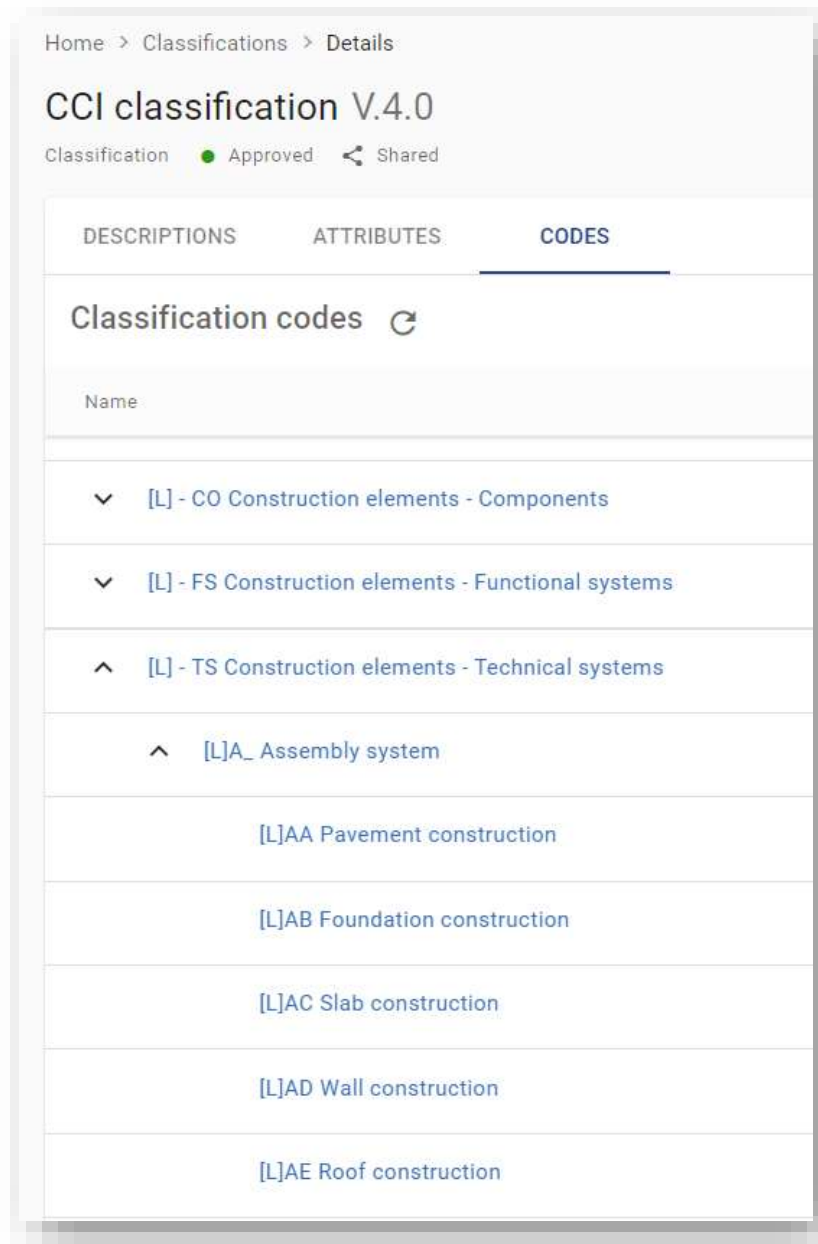 Home > Classifications > Details
CCI classification V.4.0
Classification ● Approved Shared
DESCRIPTIONS ATTRIBUTES CODES
Classification codes
Name
[L] - CO Construction elements - Components
[L] - FS Construction elements - Functional systems
[L] - TS Construction elements - Technical systems
[L]A_ Assembly system
[L]AA Pavement construction
[L]AB Foundation construction
[L]AC Slab construction
[L]AD Wall construction
[L]AE Roof construction